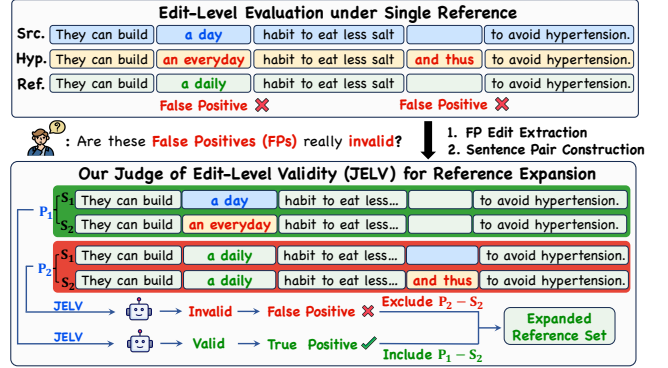 Edit-Level Evaluation under Single Reference
Src. They can build a day habit to eat less salt to avoid hypertension.
Hyp. They can build an everyday habit to eat less salt and thus to avoid hypertension.
Ref. They can build a daily habit to eat less salt to avoid hypertension.
False Positive ✗ False Positive ✗
? : Are these False Positives (FPs) really invalid?
1. FP Edit Extraction
2. Sentence Pair Construction
Our Judge of Edit-Level Validity (JELV) for Reference Expansion
P1 S1 They can build a day habit to eat less... to avoid hypertension.
S2 They can build an everyday habit to eat less... to avoid hypertension.
P2 S1 They can build a daily habit to eat less... to avoid hypertension.
S2 They can build a daily habit to eat less... and thus to avoid hypertension.
JELV Invalid False Positive ✗ Exclude P2 – S2
JELV Valid True Positive ✓ Include P1 – S2
Expanded
Reference Set